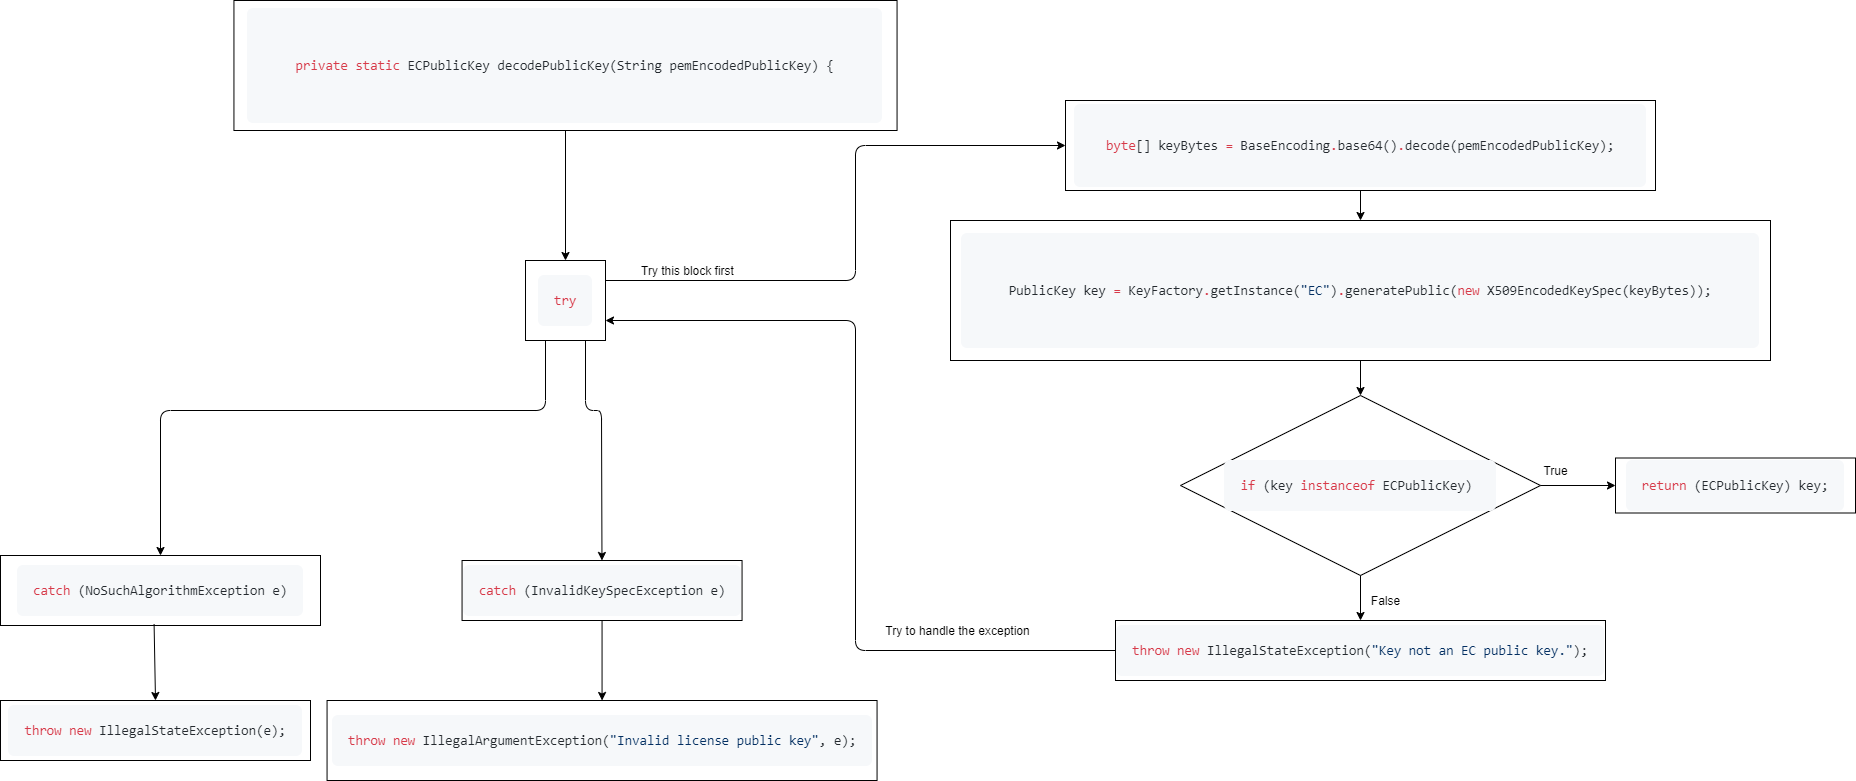 private static ECPublicKey decodePublicKey(String pemEncodedPublicKey) {
byte[] keyBytes = BaseEncoding.base64().decode(pemEncodedPublicKey);
Try this block first
try
PublicKey key = KeyFactory.getInstance("EC").generatePublic(new X509EncodedKeySpec(keyBytes));
if (key instanceof ECPublicKey)
True
return (ECPublicKey) key;
False
throw new IllegalStateException("Key not an EC public key.");
Try to handle the exception
catch (NoSuchAlgorithmException e)
catch (InvalidKeySpecException e)
throw new IllegalStateException(e);
throw new IllegalArgumentException("Invalid license public key", e);